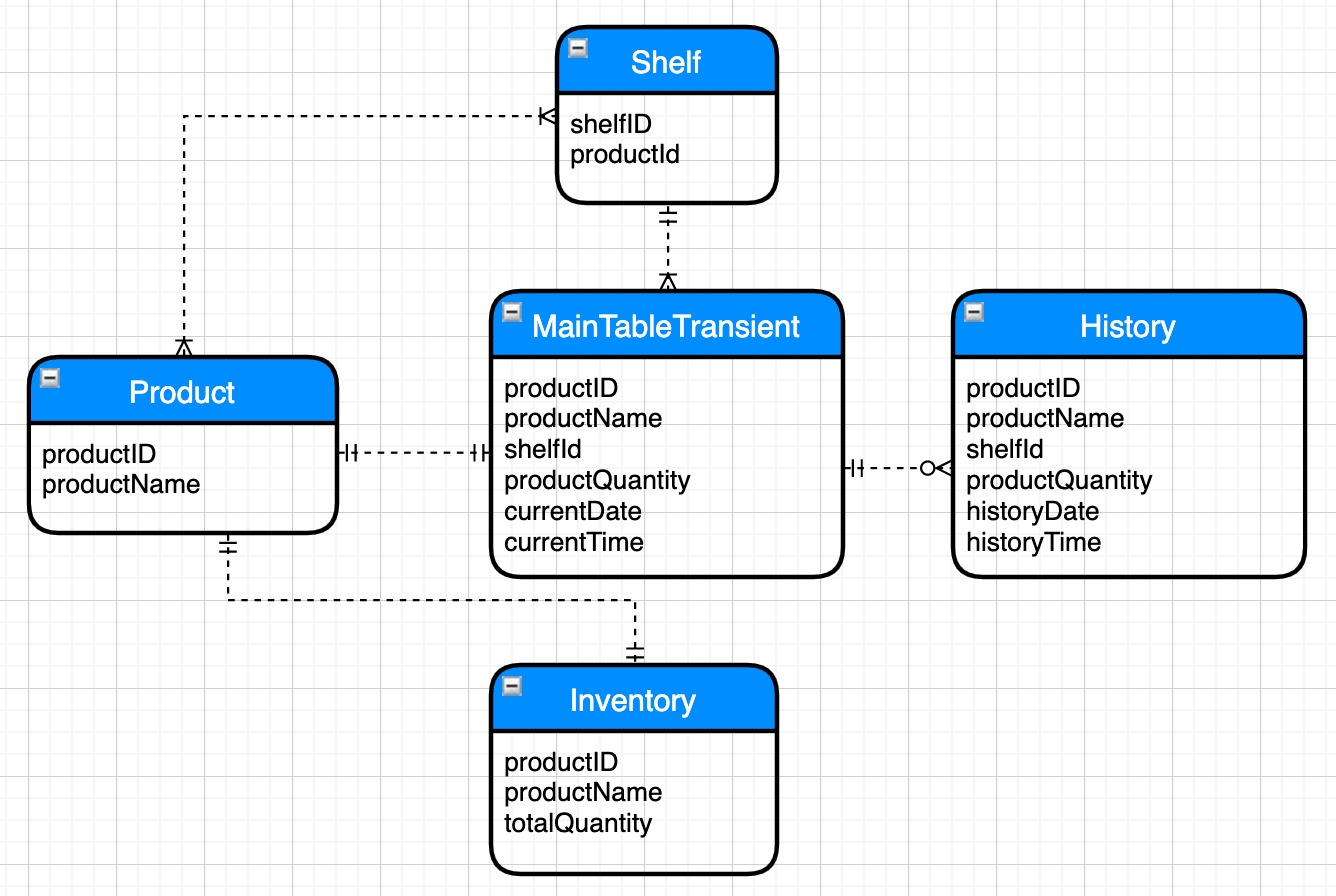 Shelf
shelfID
productId
MainTableTransient
productID
productName
shelfId
productQuantity
currentDate
currentTime
History
productID
productName
shelfId
productQuantity
historyDate
historyTime
Product
productID
productName
Inventory
productID
productName
totalQuantity